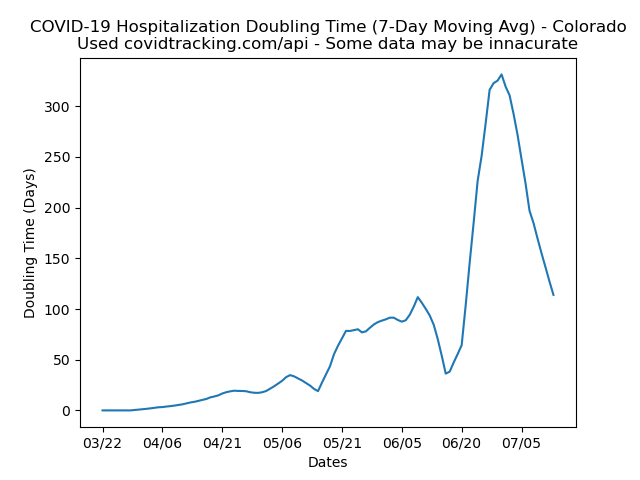 COVID-19 Hospitalization Doubling Time (7-Day Moving Avg) - Colorado
Used covidtracking.com/api - Some data may be innacurate
Doubling Time (Days)
300
250
200
150
100
50
0
03/22 04/06 04/21 05/06 05/21 06/05 06/20 07/05
Dates